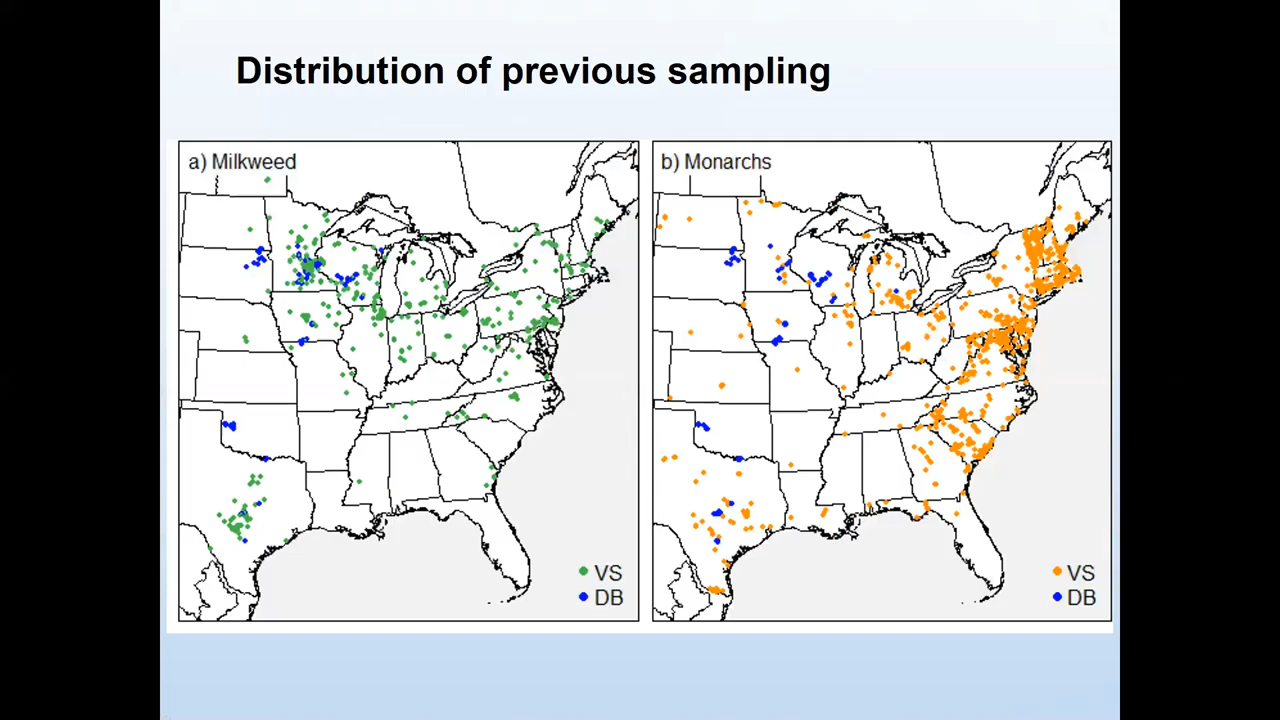 Distribution of previous sampling
a) Milkweed
VS
DB
b) Monarchs
VS
DB